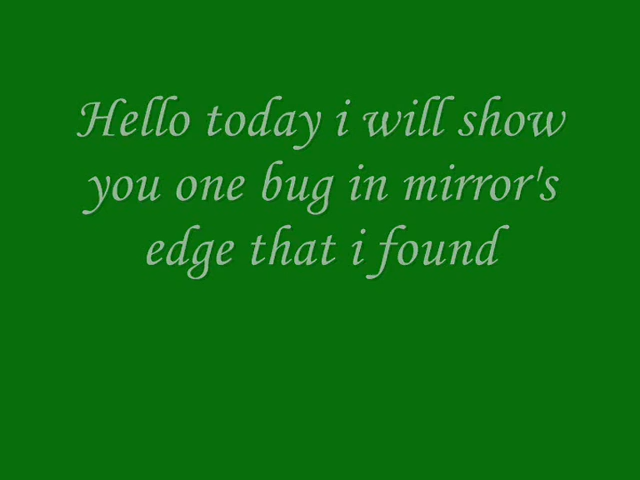 Hello today i will show
you one bug in mirror's
edge that i found